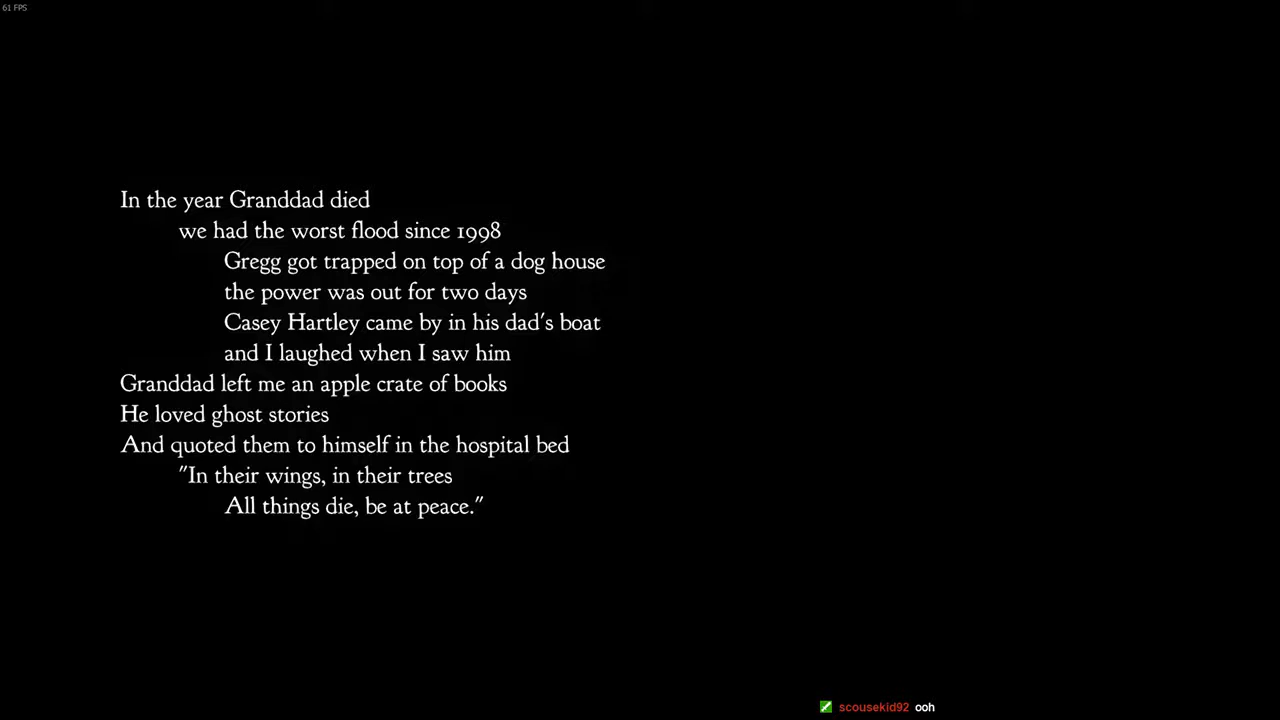 61 FPS
In the year Granddad died
we had the worst flood since 1998
Gregg got trapped on top of a dog house
the power was out for two days
Casey Hartley came by in his dad's boat
and I laughed when I saw him
Granddad left me an apple crate of books
He loved ghost stories
And quoted them to himself in the hospital bed
"In their wings, in their trees
All things die, be at peace."
scousekid92 ooh